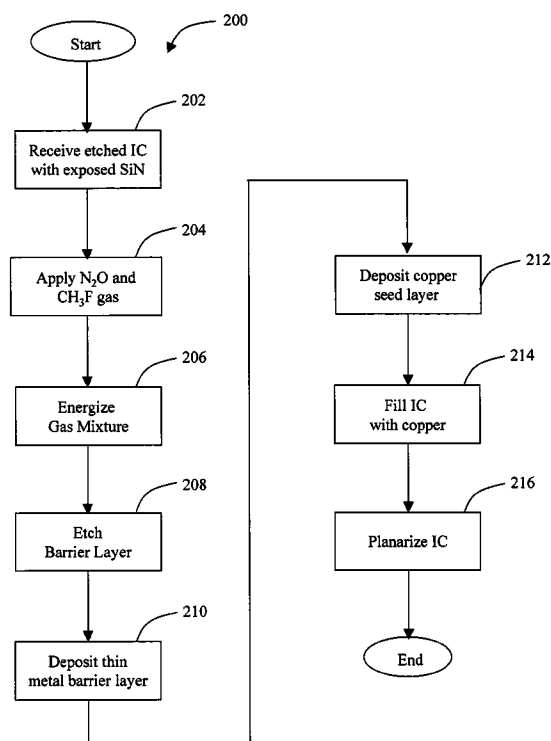 200
Start
202
Receive etched IC
with exposed SiN
204
Apply N₂O and
CH₃F gas
206
Energize
Gas Mixture
208
Etch
Barrier Layer
210
Deposit thin
metal barrier layer
212
Deposit copper
seed layer
214
Fill IC
with copper
216
Planarize IC
End